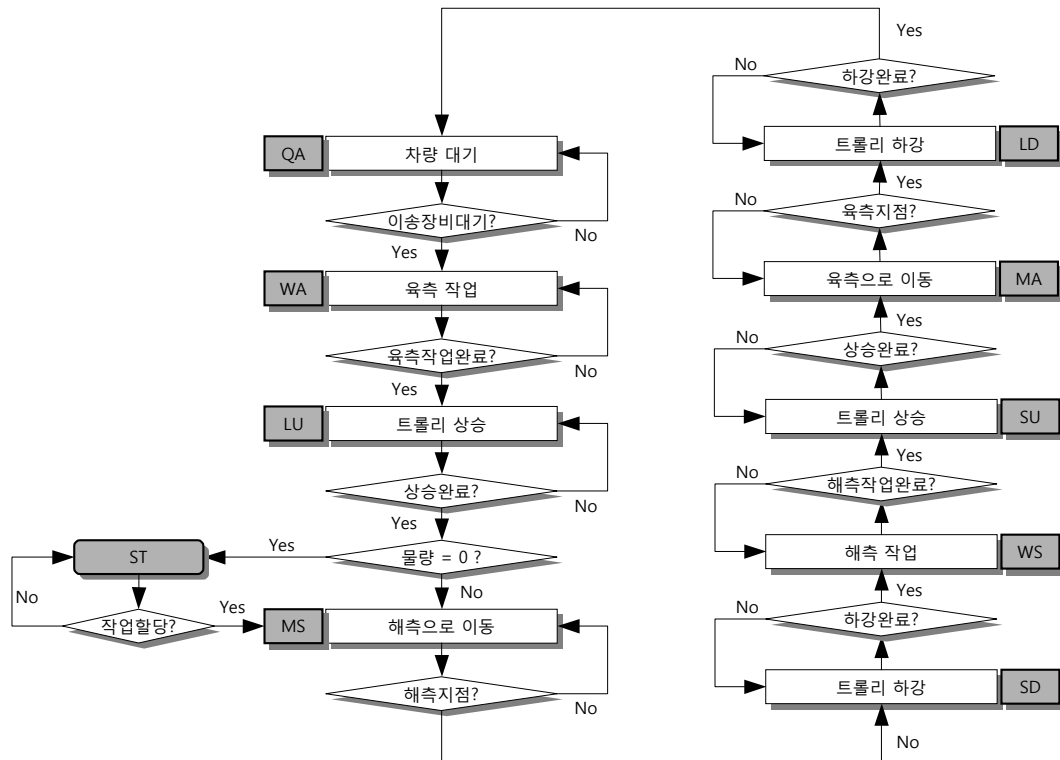 Yes
QA
차량 대기
이송장비대기?
No
Yes
WA
육측 작업
육측작업완료?
No
Yes
LU
트롤리 상승
상승완료?
No
Yes
물량 = 0 ?
Yes
No
ST
작업할당?
No
Yes
MS
해측으로 이동
해측지점?
No
No
하강완료?
트롤리 하강
LD
Yes
No
육측지점?
육측으로 이동
MA
Yes
No
상승완료?
트롤리 상승
SU
Yes
No
해측작업완료?
해측 작업
WS
Yes
No
하강완료?
트롤리 하강
SD
No